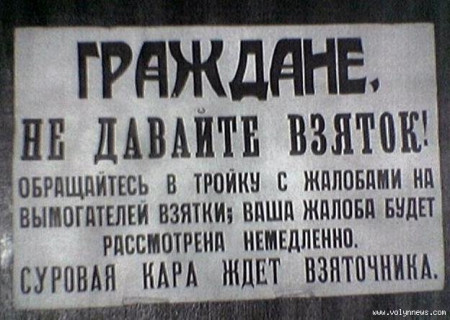 ГРАЖДАНЕ,
НЕ ДАВАЙТЕ ВЗЯТОК!
ОБРАЩАЙТЕСЬ В ТРОЙКУ С ЖАЛОБАМИ НА
ВЫМОГАТЕЛЕЙ ВЗЯТКИ; ВАША ЖАЛОБА БУДЕТ
РАССМОТРЕНА НЕМЕДЛЕННО.
СУРОВАЯ КАРА ЖДЕТ ВЗЯТОЧНИКА.
www.volynnews.com